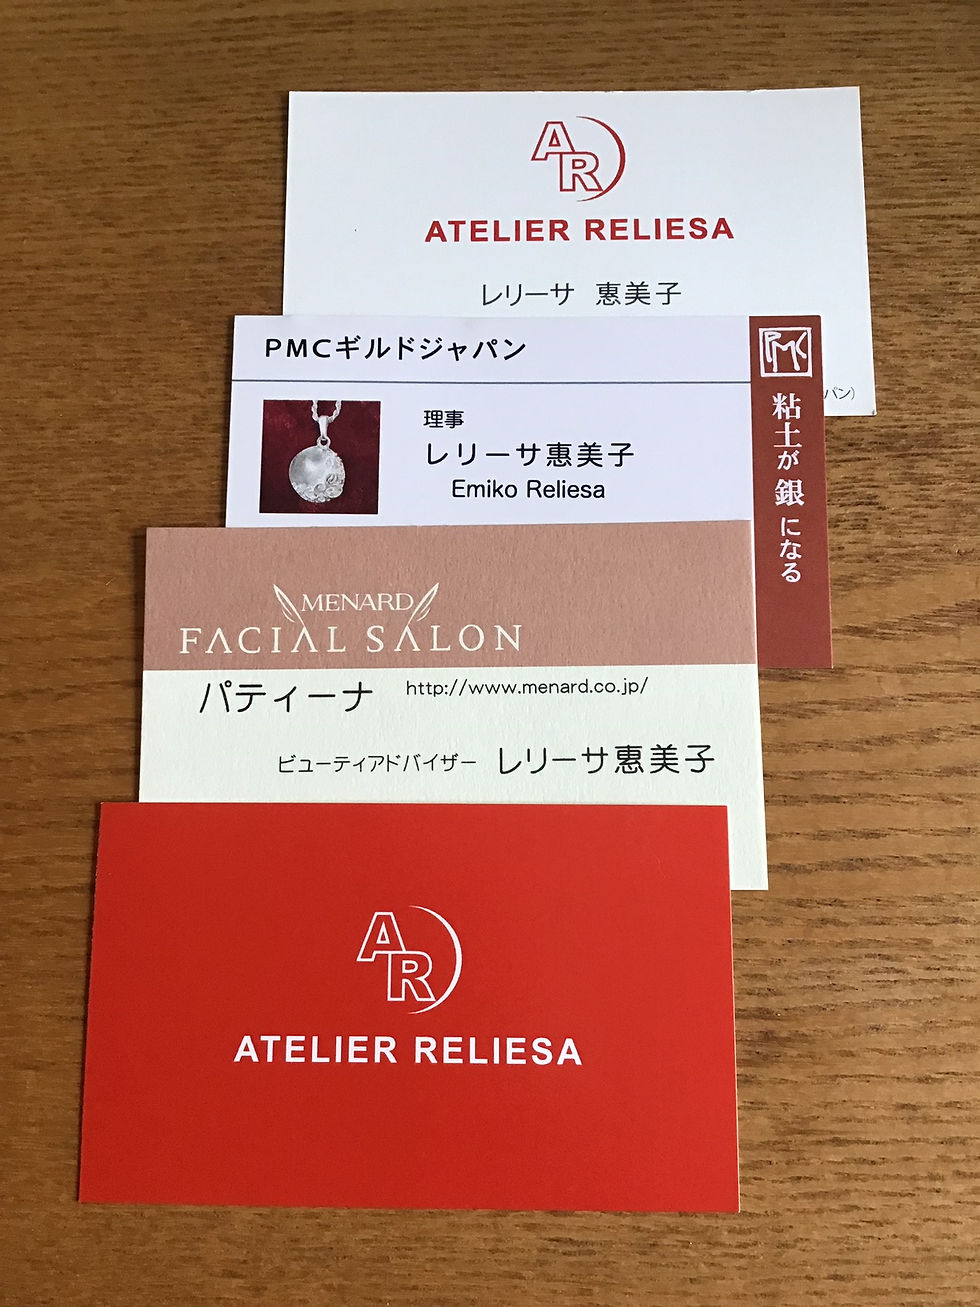 AR
ATELIER RELIESA
レリーサ 恵美子
パン)
PMCギルドジャパン
理事
レリーサ恵美子
Emiko Reliesa
PMC
粘土が銀になる
MENARD
FACIAL SALON
パティーナ http://www.menard.co.jp/
ビューティアドバイザー レリーサ恵美子
AR
ATELIER RELIESA